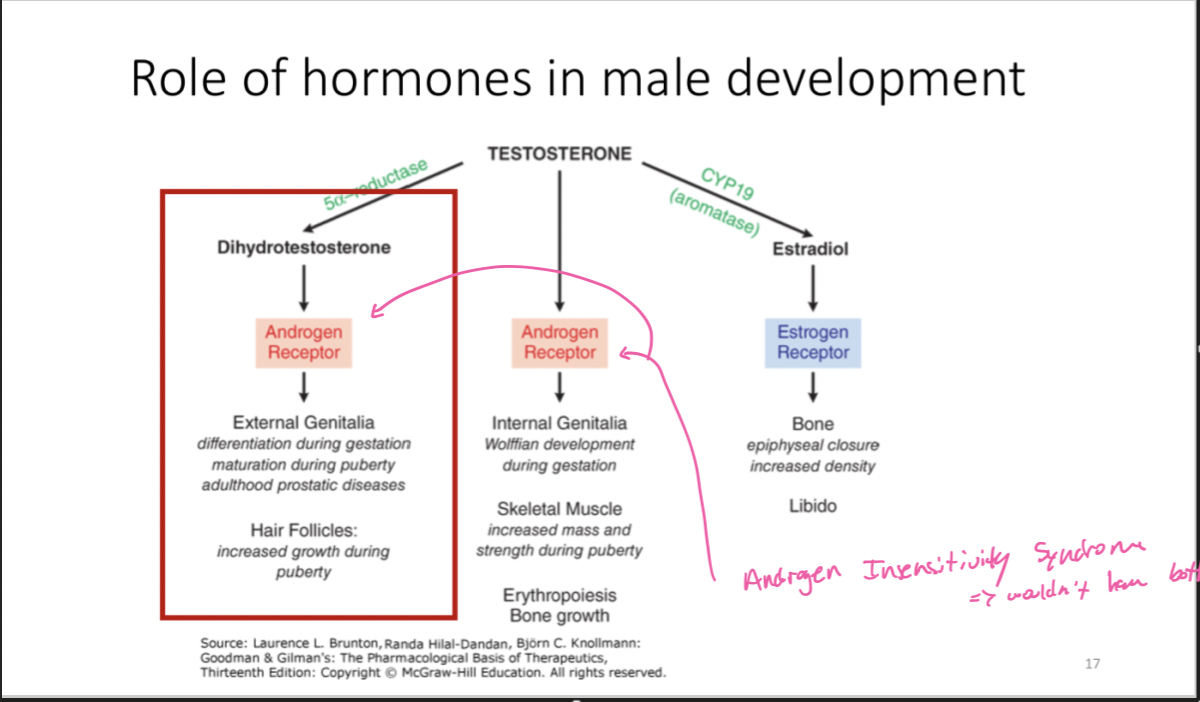 Role of hormones in male development
TESTOSTERONE
5α–reductase
CYP19
(aromatase)
Dihydrotestosterone
Estradiol
Androgen
Receptor
Androgen
Receptor
Estrogen
Receptor
External Genitalia
differentiation during gestation
maturation during puberty
adulthood prostatic diseases
Hair Follicles:
increased growth during
puberty
Internal Genitalia
Wolffian development
during gestation
Skeletal Muscle
increased mass and
strength during puberty
Erythropoiesis
Bone growth
Bone
epiphyseal closure
increased density
Libido
Androgen Insensitivity Syndrome
=> wouldn't have both
Source: Laurence L. Brunton, Randa Hilal-Dandan, Björn C. Knollmann:
Goodman & Gilman's: The Pharmacological Basis of Therapeutics,
Thirteenth Edition: Copyright © McGraw-Hill Education. All rights reserved.
17